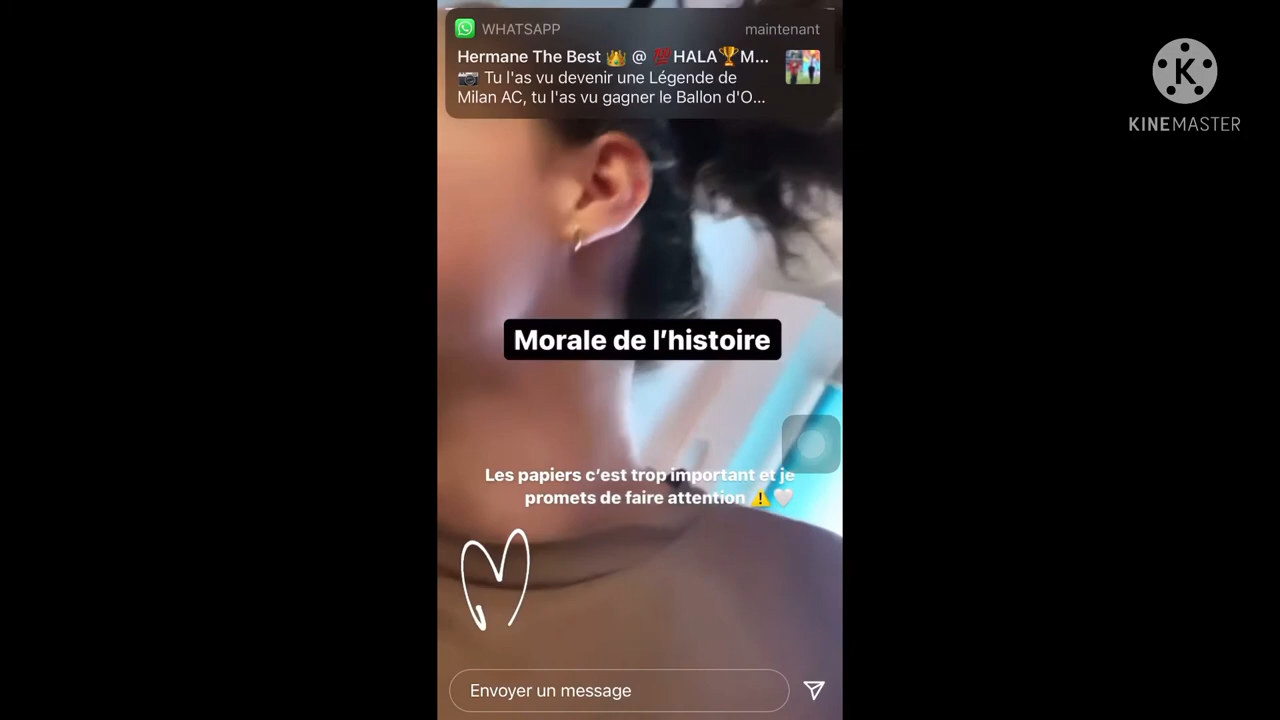 WHATSAPP maintenant
Hermane The Best 👑 @ 💯HALA🏆M...
📷 Tu l'as vu devenir une Légende de
Milan AC, tu l'as vu gagner le Ballon d'O...
K
KINEMASTER
Morale de l’histoire
Les papiers c’est trop important et je
promets de faire attention ⚠️🤍
Envoyer un message